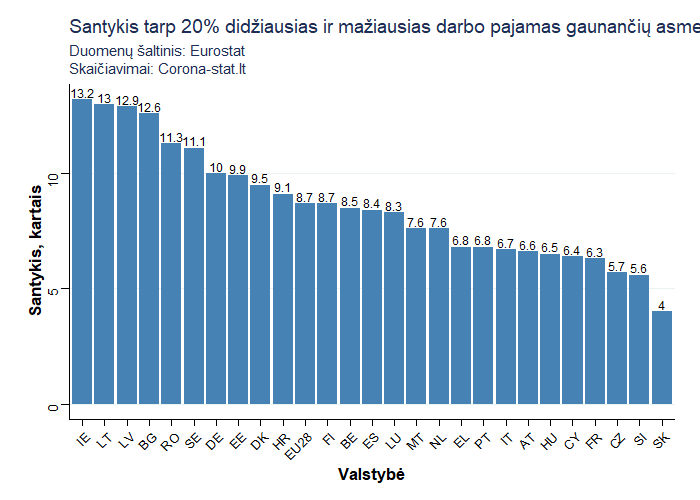 Santykis tarp 20% didžiausias ir mažiausias darbo pajamas gaunančių asme
Duomenų šaltinis: Eurostat
Skaičiavimai: Corona-stat.lt
13.2 13 12.9 12.6 11.3 11.1 10 9.9 9.5 9.1 8.7 8.7 8.5 8.4 8.3 7.6 7.6 6.8 6.8 6.7 6.6 6.5 6.4 6.3 5.7 5.6 4
10
5
0
Santykis, kartais
IE LT LV BG RO SE DE EE DK HR EU28 FI BE ES LU MT NL EL PT IT AT HU CY FR CZ SI SK
Valstybė